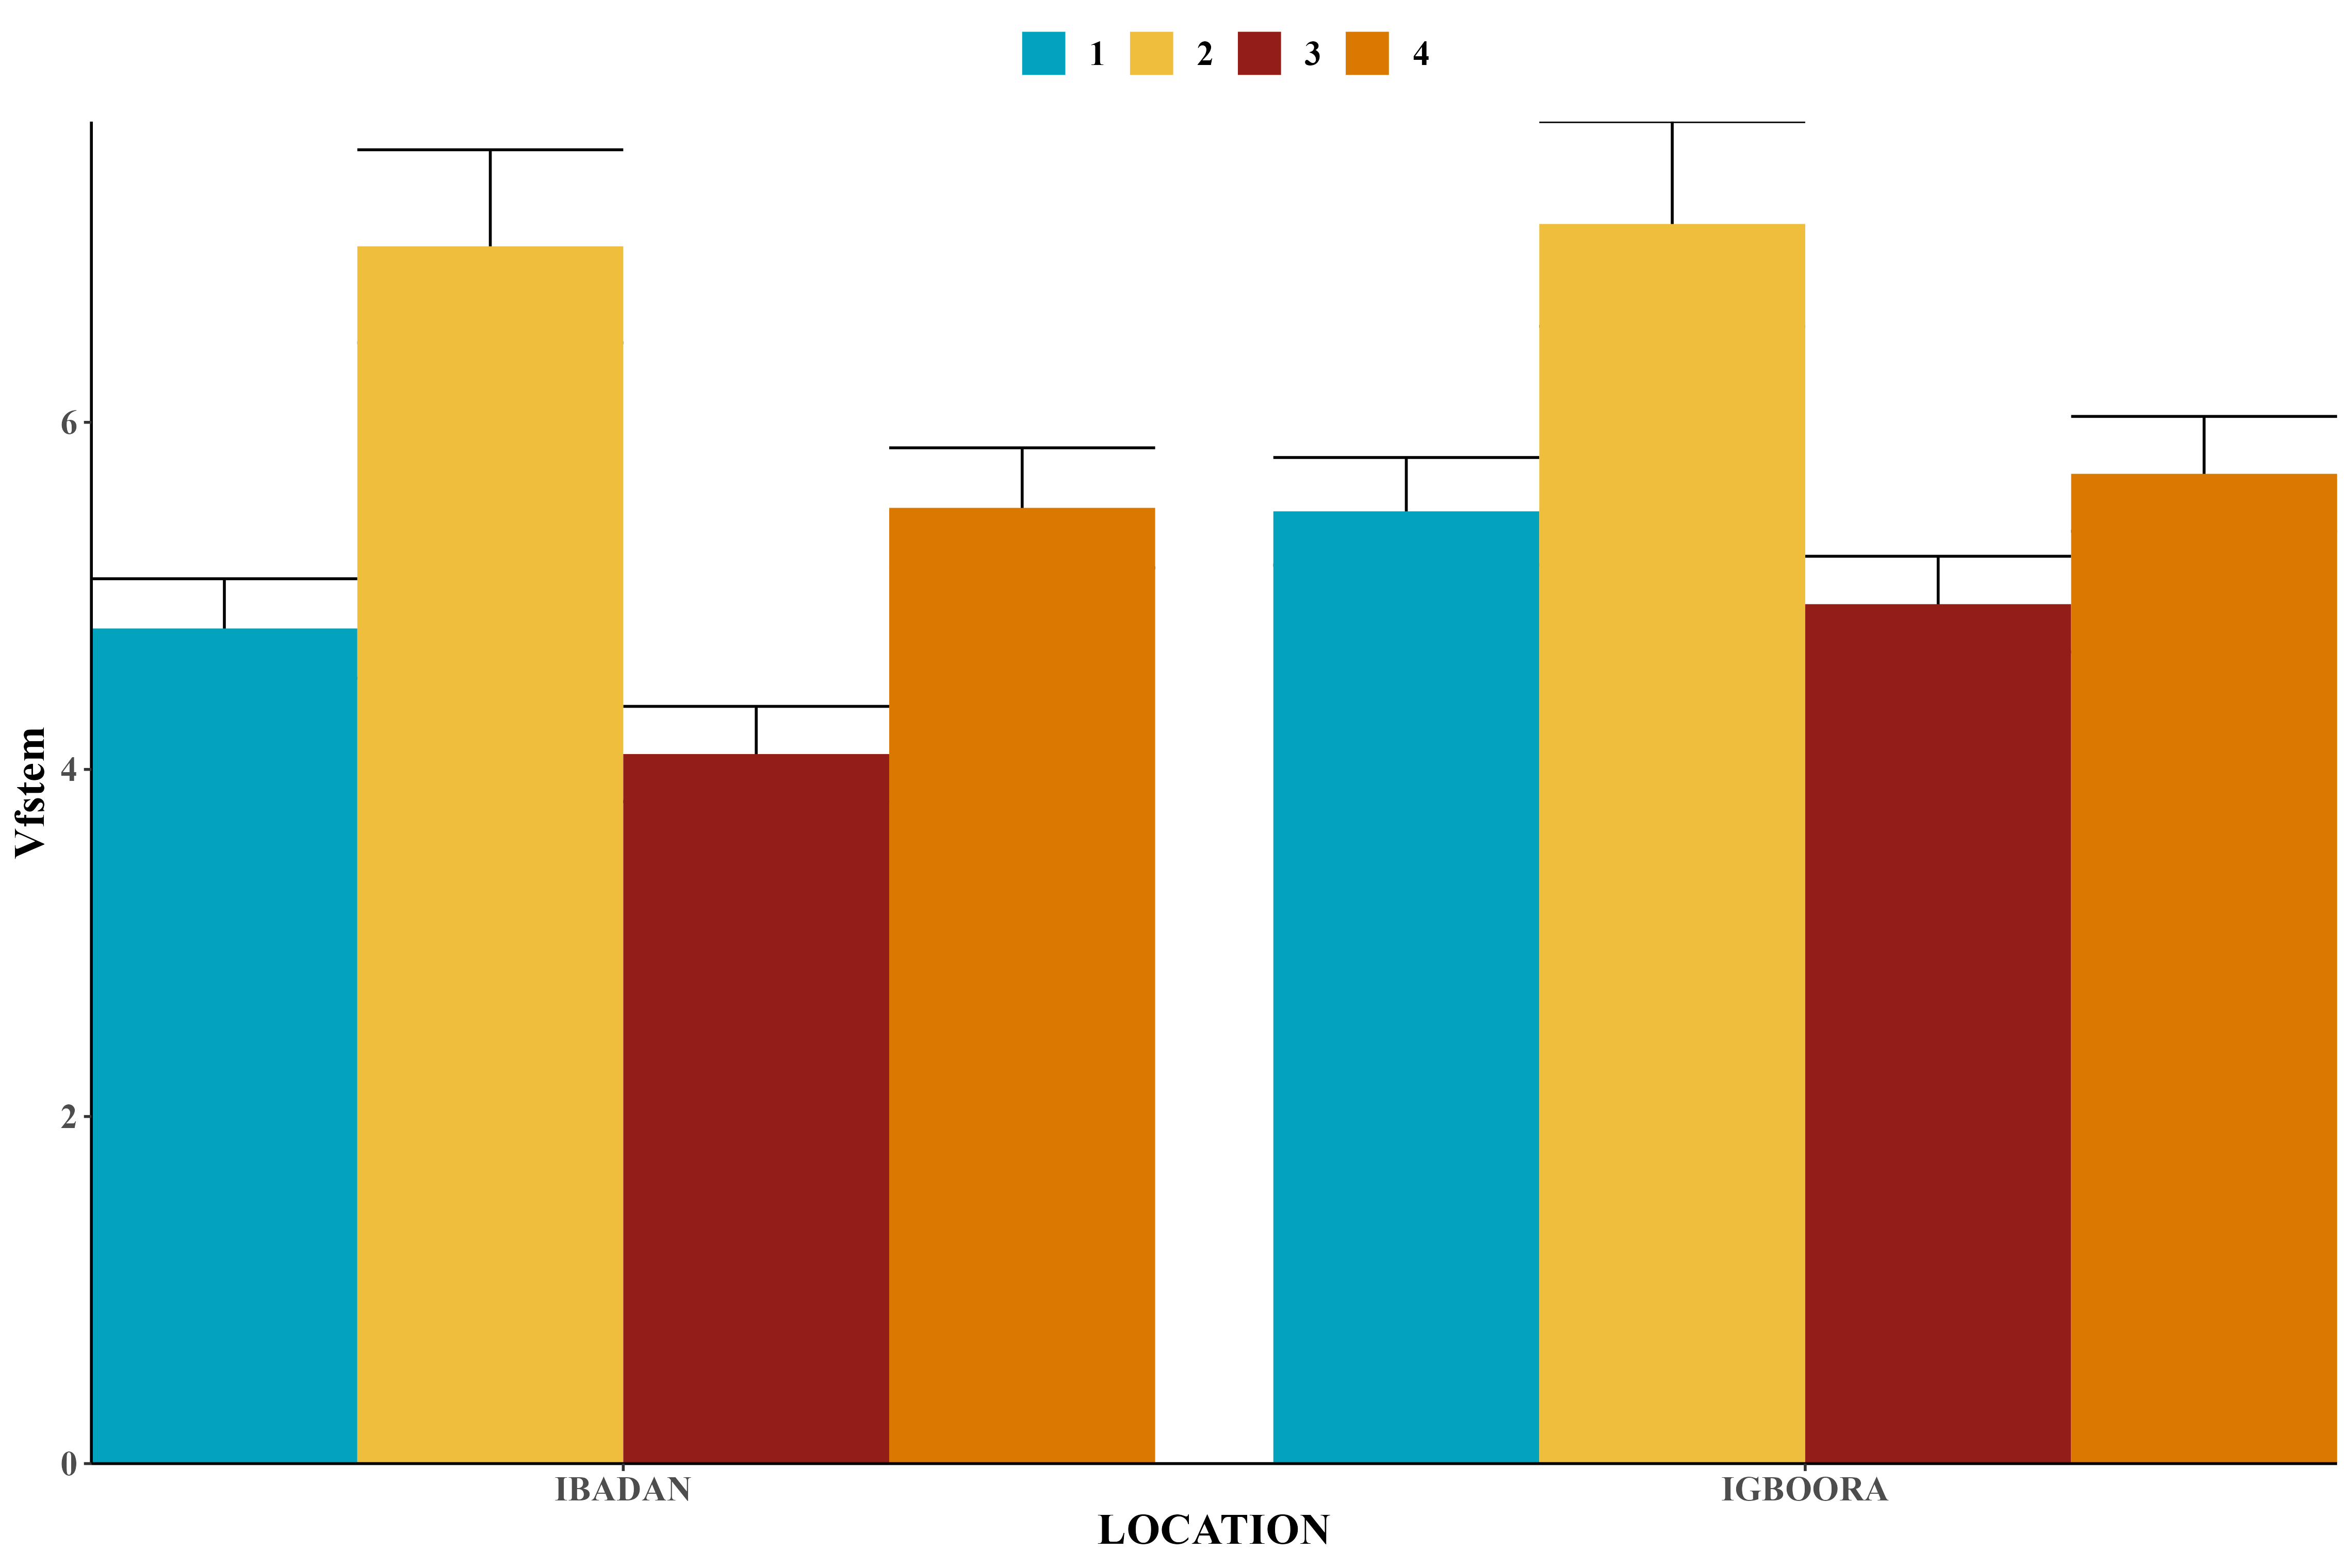 1 2 3 4
Vfstem
6
4
2
0
IBADAN IGBOORA
LOCATION